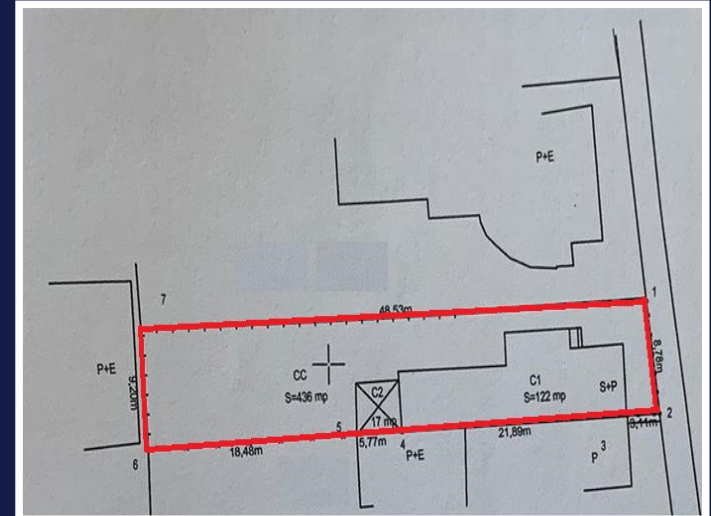 P+E
7
1
48,53m
P+E
9,20m
8,78m
CC
S=436 mp
C2
C1
S+P
S=122 mp
17 mp
2
3,11m
5
5,77m
4
21,89m
3
18,48m
P+E
P
6